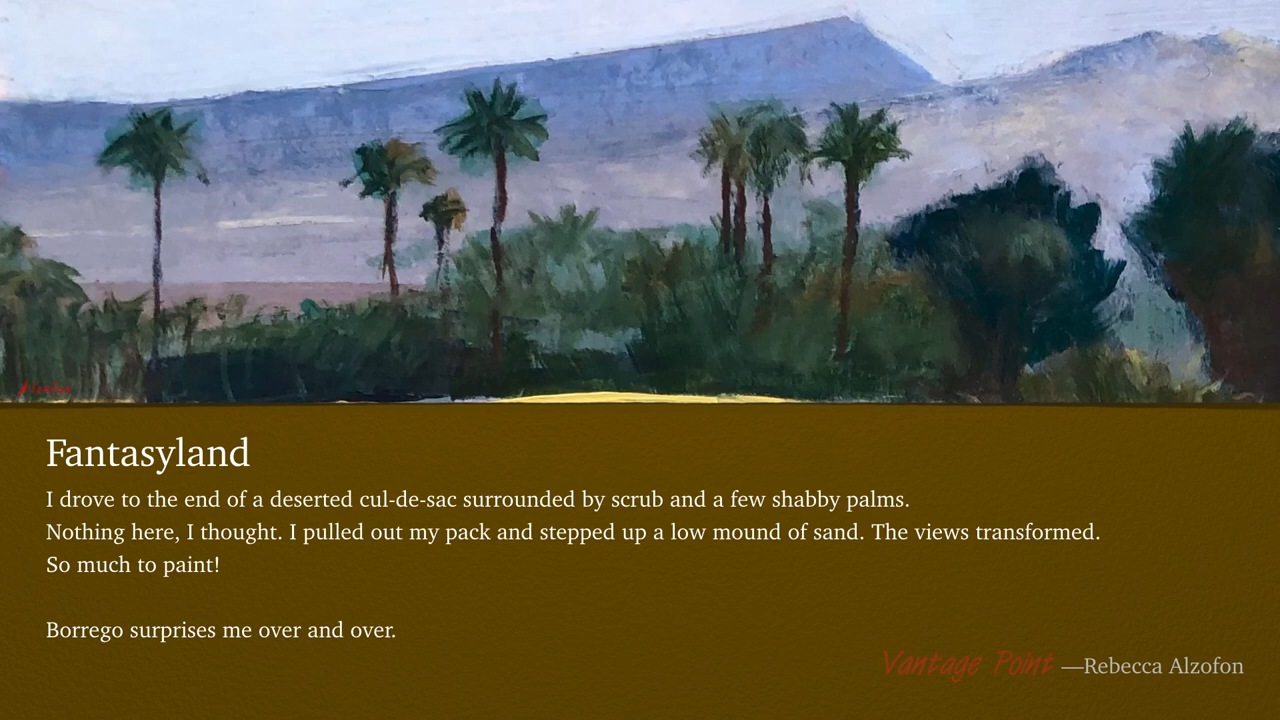 Alzofon
Fantasyland
I drove to the end of a deserted cul-de-sac surrounded by scrub and a few shabby palms.
Nothing here, I thought. I pulled out my pack and stepped up a low mound of sand. The views transformed.
So much to paint!
Borrego surprises me over and over.
Vantage Point —Rebecca Alzofon